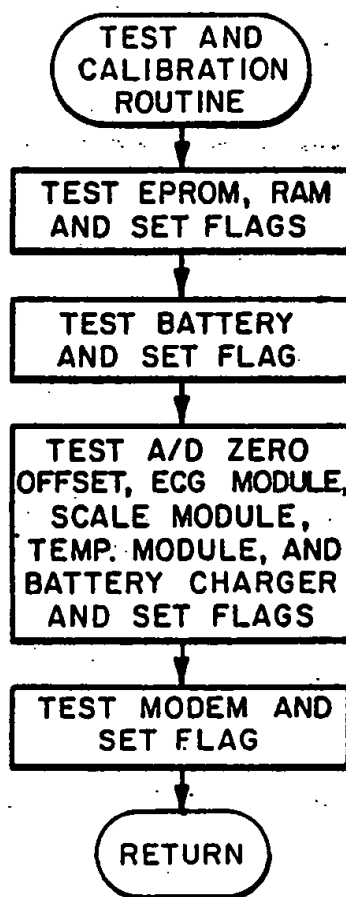 TEST AND
CALIBRATION
ROUTINE
TEST EPROM, RAM
AND SET FLAGS
TEST BATTERY
AND SET FLAG
TEST A/D ZERO
OFFSET, ECG MODULE,
SCALE MODULE,
TEMP. MODULE, AND
BATTERY CHARGER
AND SET FLAGS
TEST MODEM AND
SET FLAG
RETURN